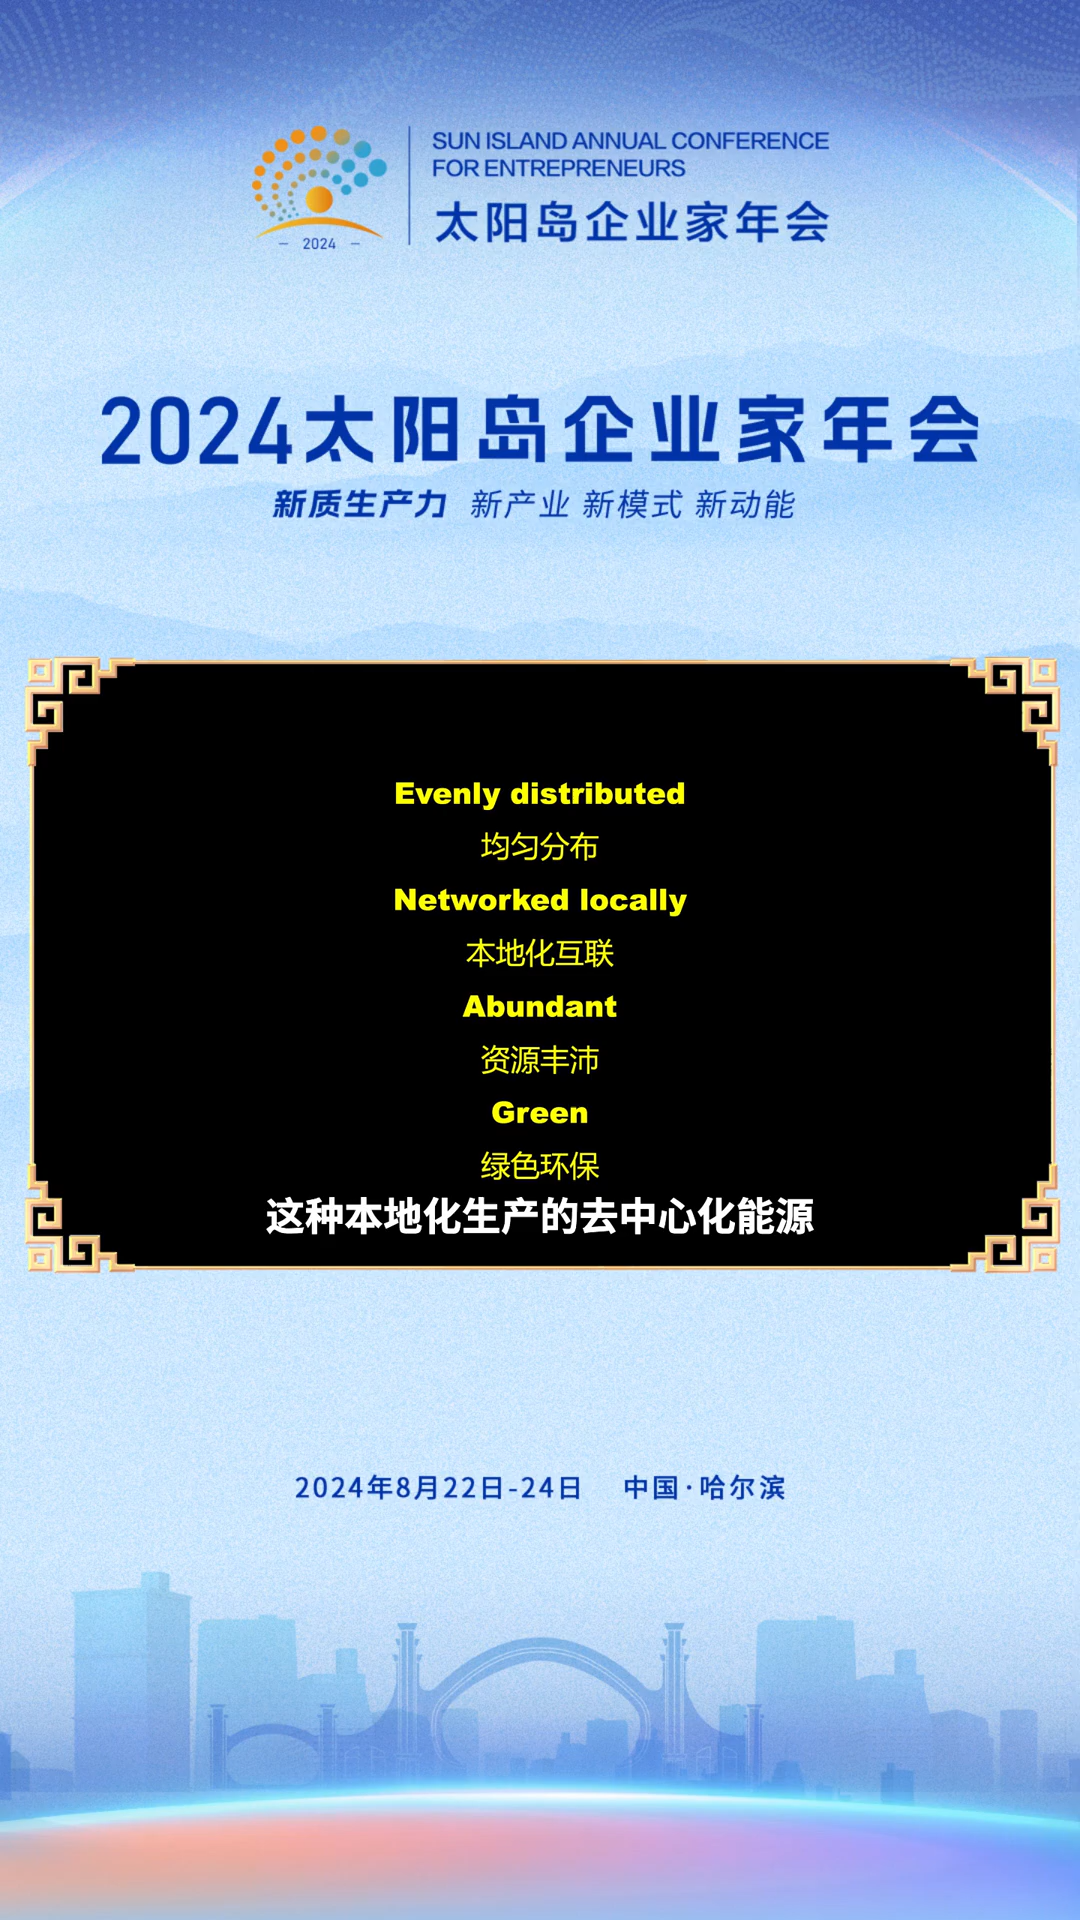 SUN ISLAND ANNUAL CONFERENCE
FOR ENTREPRENEURS
太阳岛企业家年会
— 2024 —
2024太阳岛企业家年会
新质生产力 新产业 新模式 新动能
Evenly distributed
均匀分布
Networked locally
本地化互联
Abundant
资源丰沛
Green
绿色环保
这种本地化生产的去中心化能源
2024年8月22日-24日 中国·哈尔滨